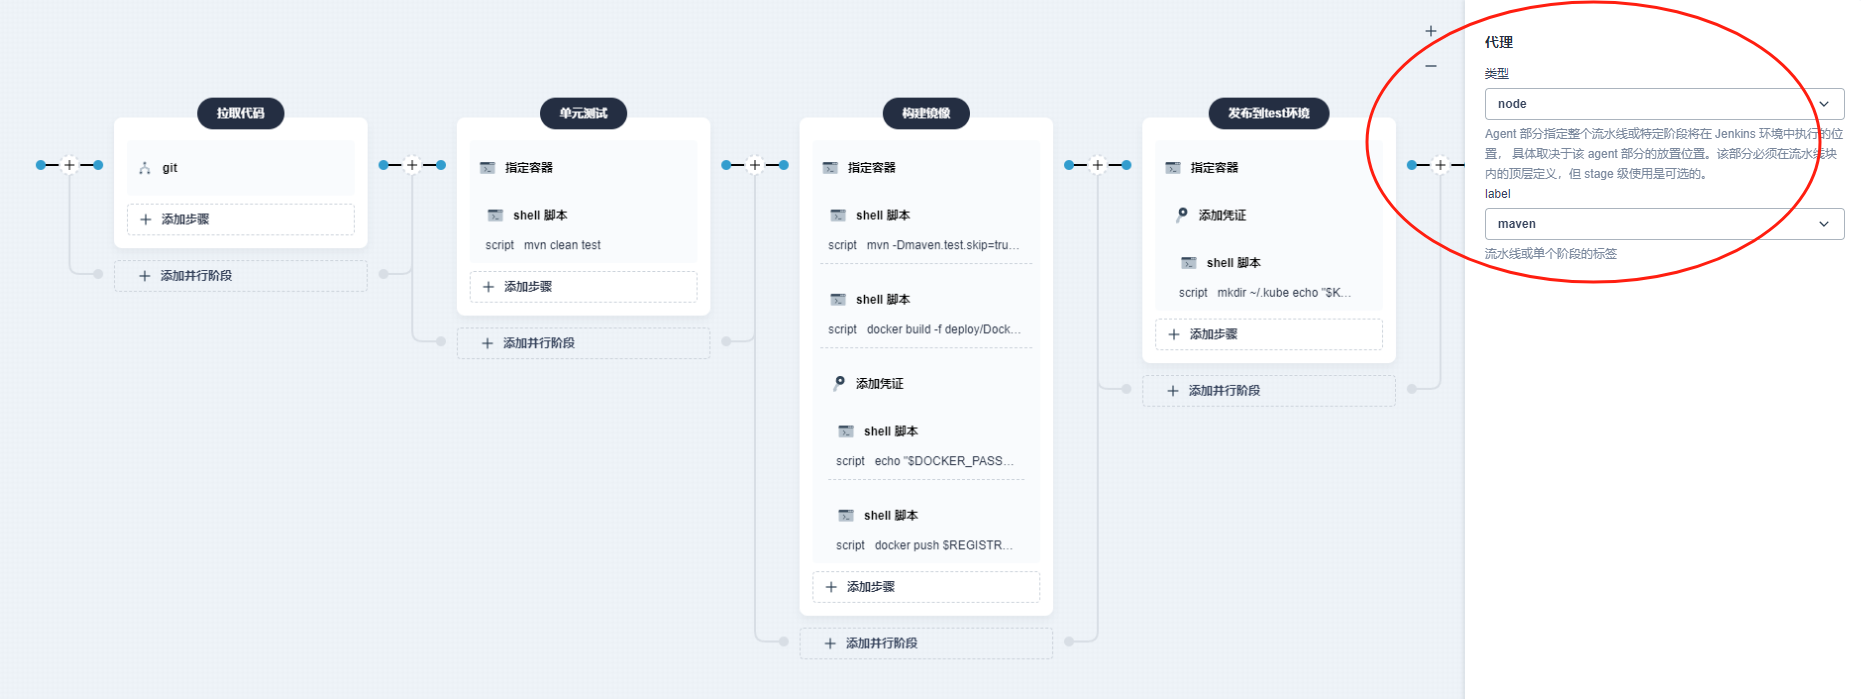 拉取代码
git
添加步骤
添加并行阶段
单元测试
指定容器
shell 脚本
script mvn clean test
添加步骤
添加并行阶段
构建镜像
指定容器
shell 脚本
script mvn -Dmaven.test.skip=tru...
shell 脚本
script docker build -f deploy/Dock...
添加凭证
shell 脚本
script echo "$DOCKER_PASS...
shell 脚本
script docker push $REGISTR...
添加步骤
添加并行阶段
发布到test环境
指定容器
添加凭证
shell 脚本
script mkdir ~/.kube echo "$K...
添加步骤
添加并行阶段
代理
类型
node
Agent 部分指定整个流水线或特定阶段将在 Jenkins 环境中执行的位
置， 具体取决于该 agent 部分的放置位置。该部分必须在流水线块
内的顶层定义，但 stage 级使用是可选的。
label
maven
流水线或单个阶段的标签